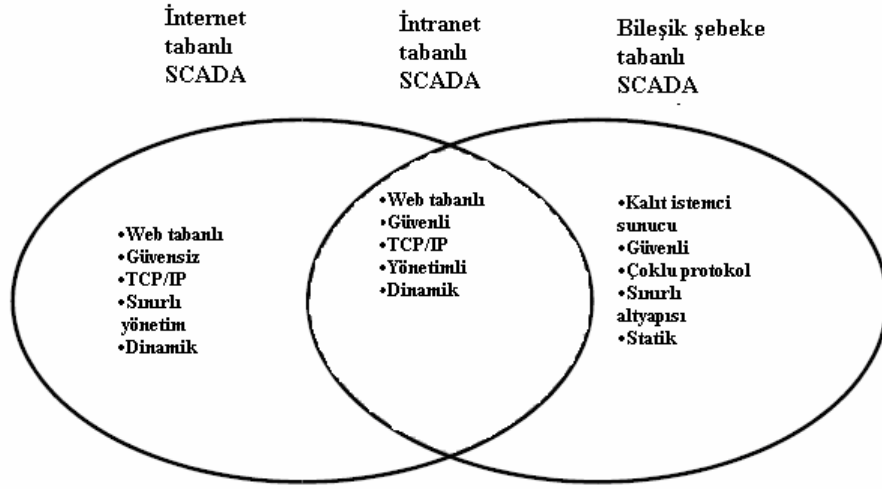 İnternet
tabanlı
SCADA
İntranet
tabanlı
SCADA
Bileşik şebeke
tabanlı
SCADA
•Web tabanlı
•Güvensiz
•TCP/IP
•Sınırlı
yönetim
•Dinamik
•Web tabanlı
•Güvenli
•TCP/IP
•Yönetimli
•Dinamik
•Kalıt istemci
sunucu
•Güvenli
•Çoklu protokol
•Sınırlı
altyapısı
•Statik